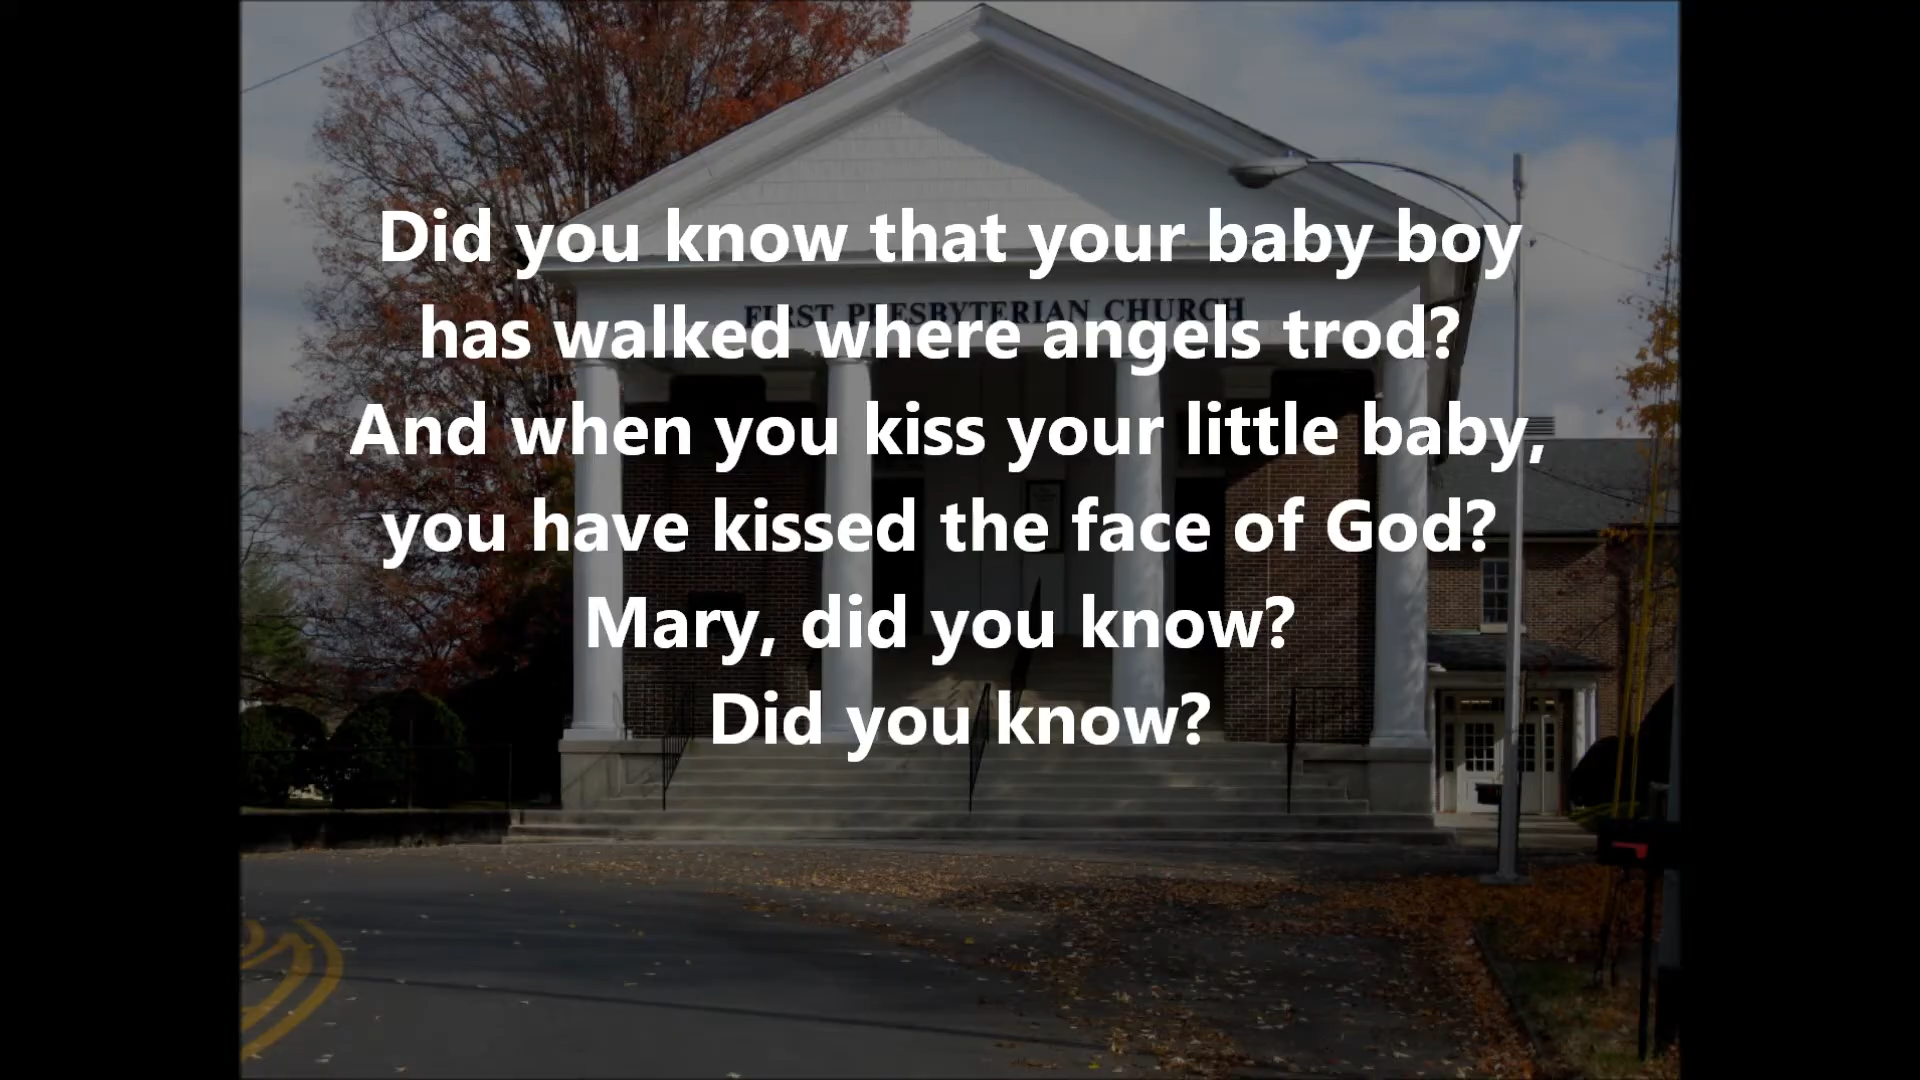 Did you know that your baby boy
FIRST PRESBYTERIAN CHURCH
has walked where angels trod?
And when you kiss your little baby,
you have kissed the face of God?
Mary, did you know?
Did you know?